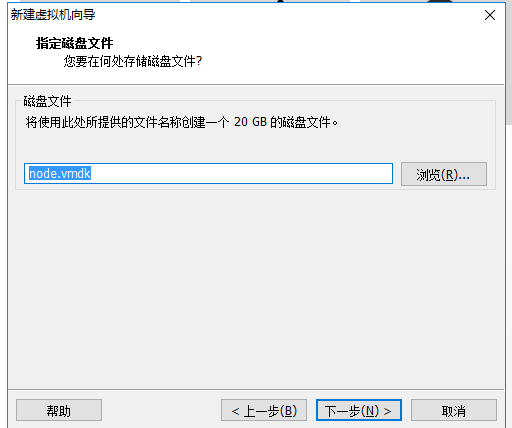 新建虚拟机向导
指定磁盘文件
您要在何处存储磁盘文件?
磁盘文件
将使用此处所提供的文件名称创建一个 20 GB 的磁盘文件。
node.vmdk
浏览(R)...
帮助
< 上一步(B)
下一步(N) >
取消